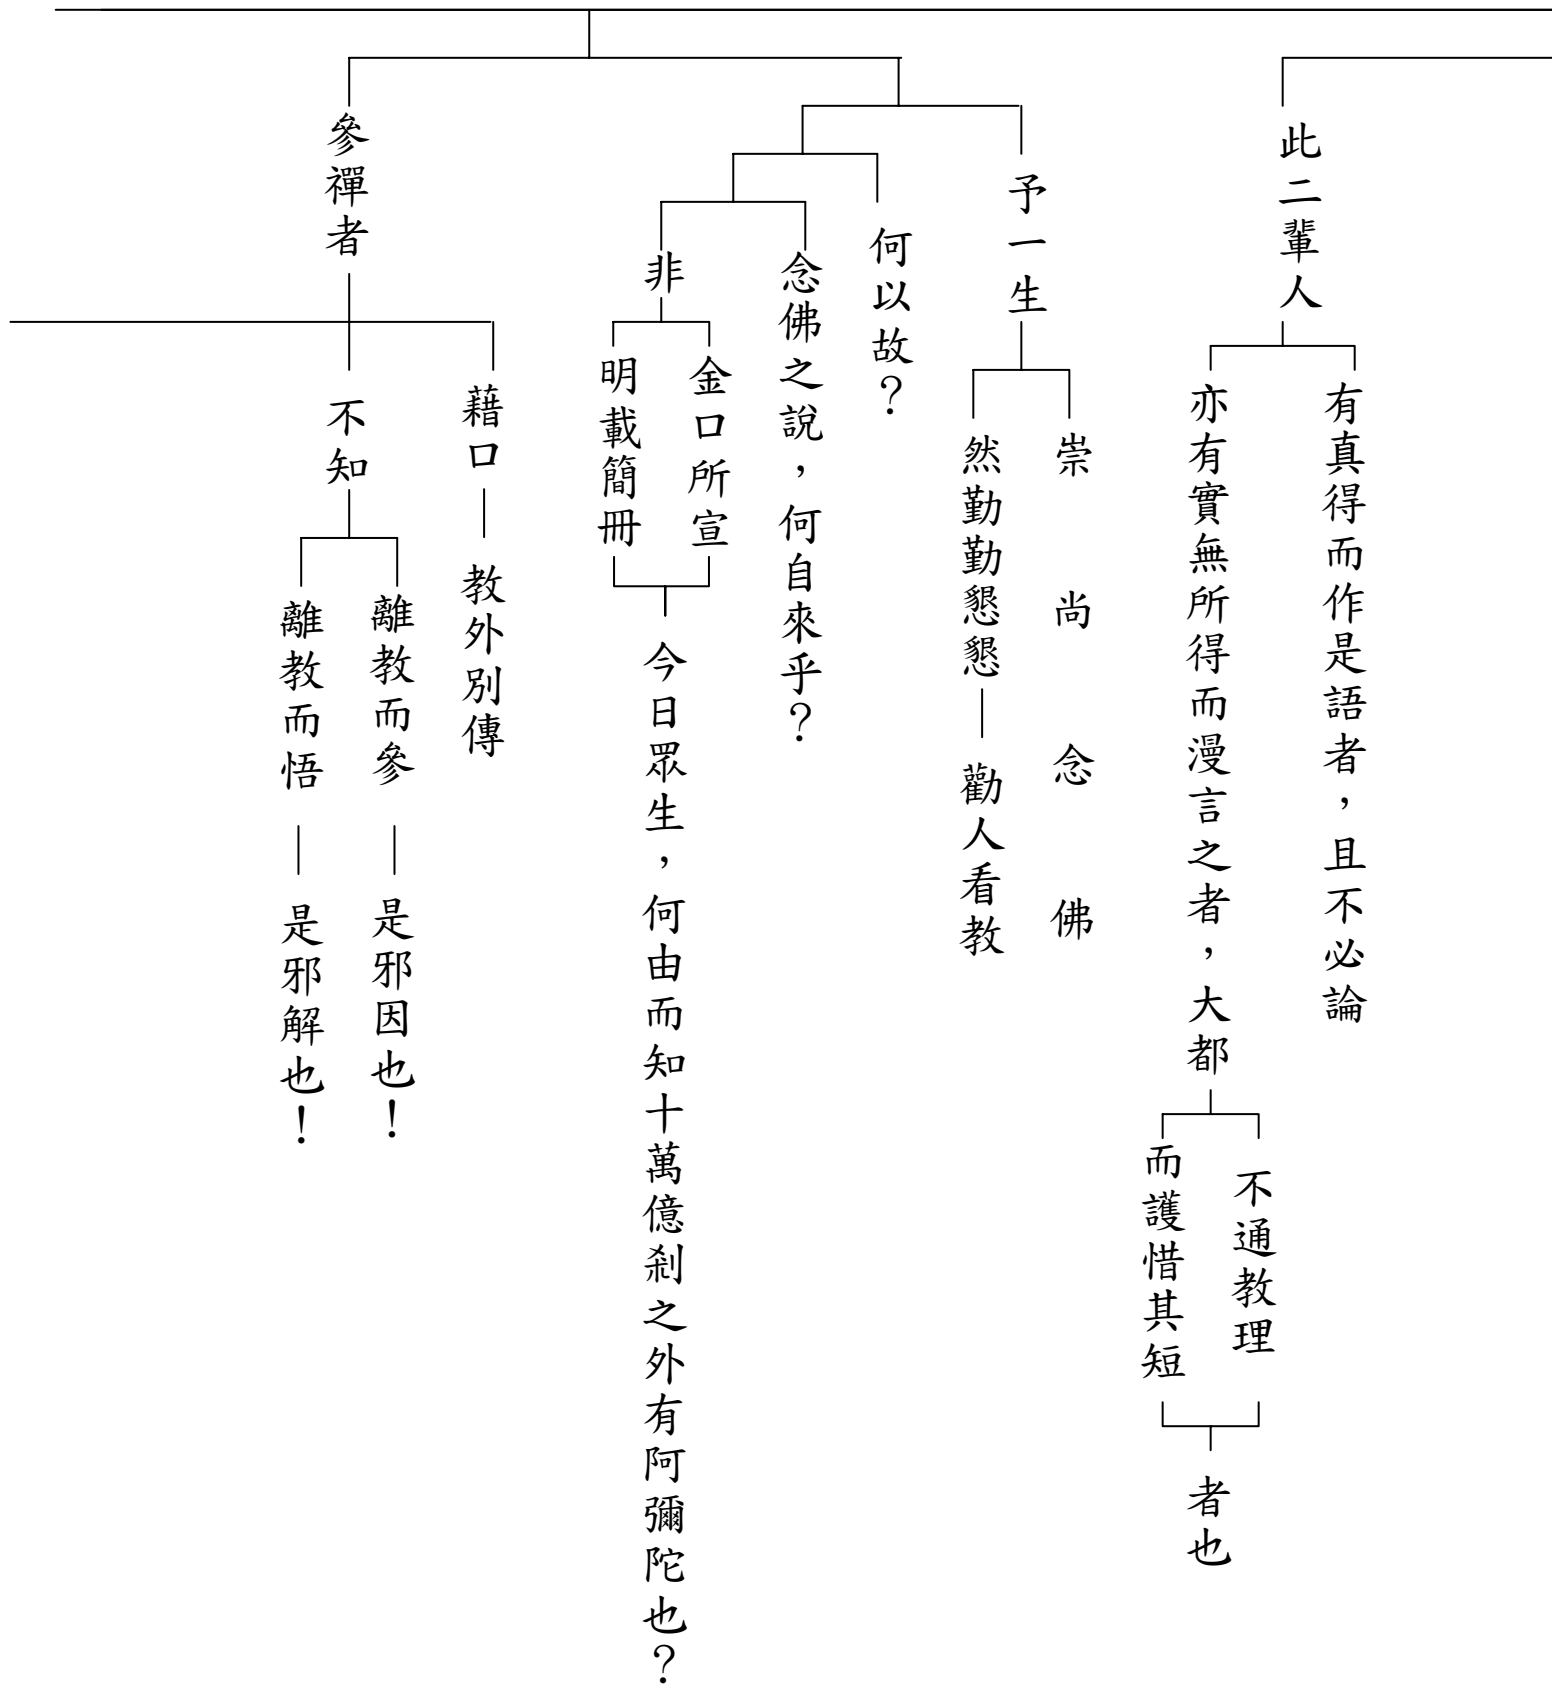 此二輩人
有真得而作是語者,且不必論
亦有實無所得而漫言之者,大都
不通教理
而護惜其短
者也
予一生
崇尚念佛
然勤勤懇懇
勸人看教
何以故?
念佛之說,何自來乎?
非
金口所宣
明載簡冊
今日眾生,何由而知十萬億剎之外有阿彌陀也?
參禪者
藉口
教外別傳
不知
離教而參
是邪因也!
離教而悟
是邪解也!